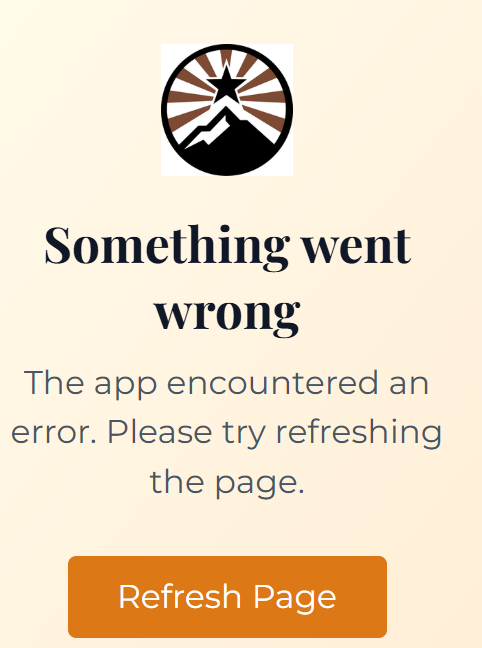 Something went
wrong
The app encountered an
error. Please try refreshing
the page.
Refresh Page